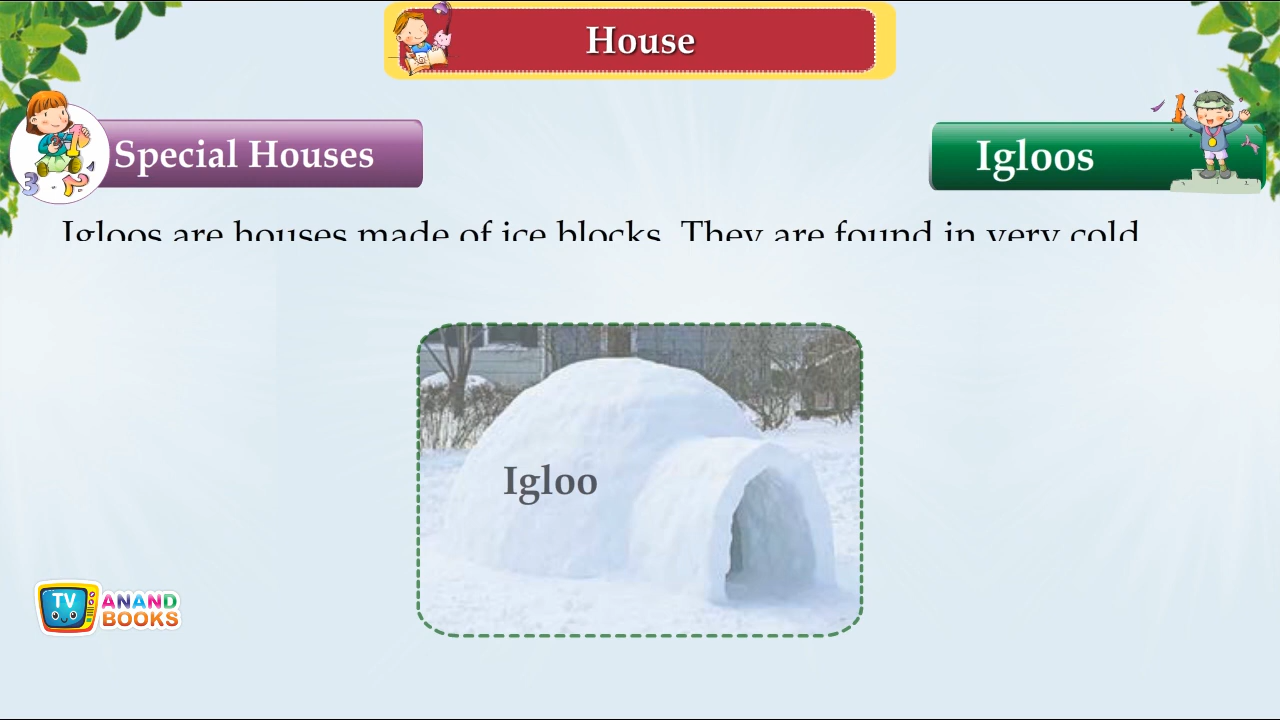 House
Special Houses
Igloos
Igloos are houses made of ice blocks. They are found in very cold
Igloo
TV
ANAND
BOOKS